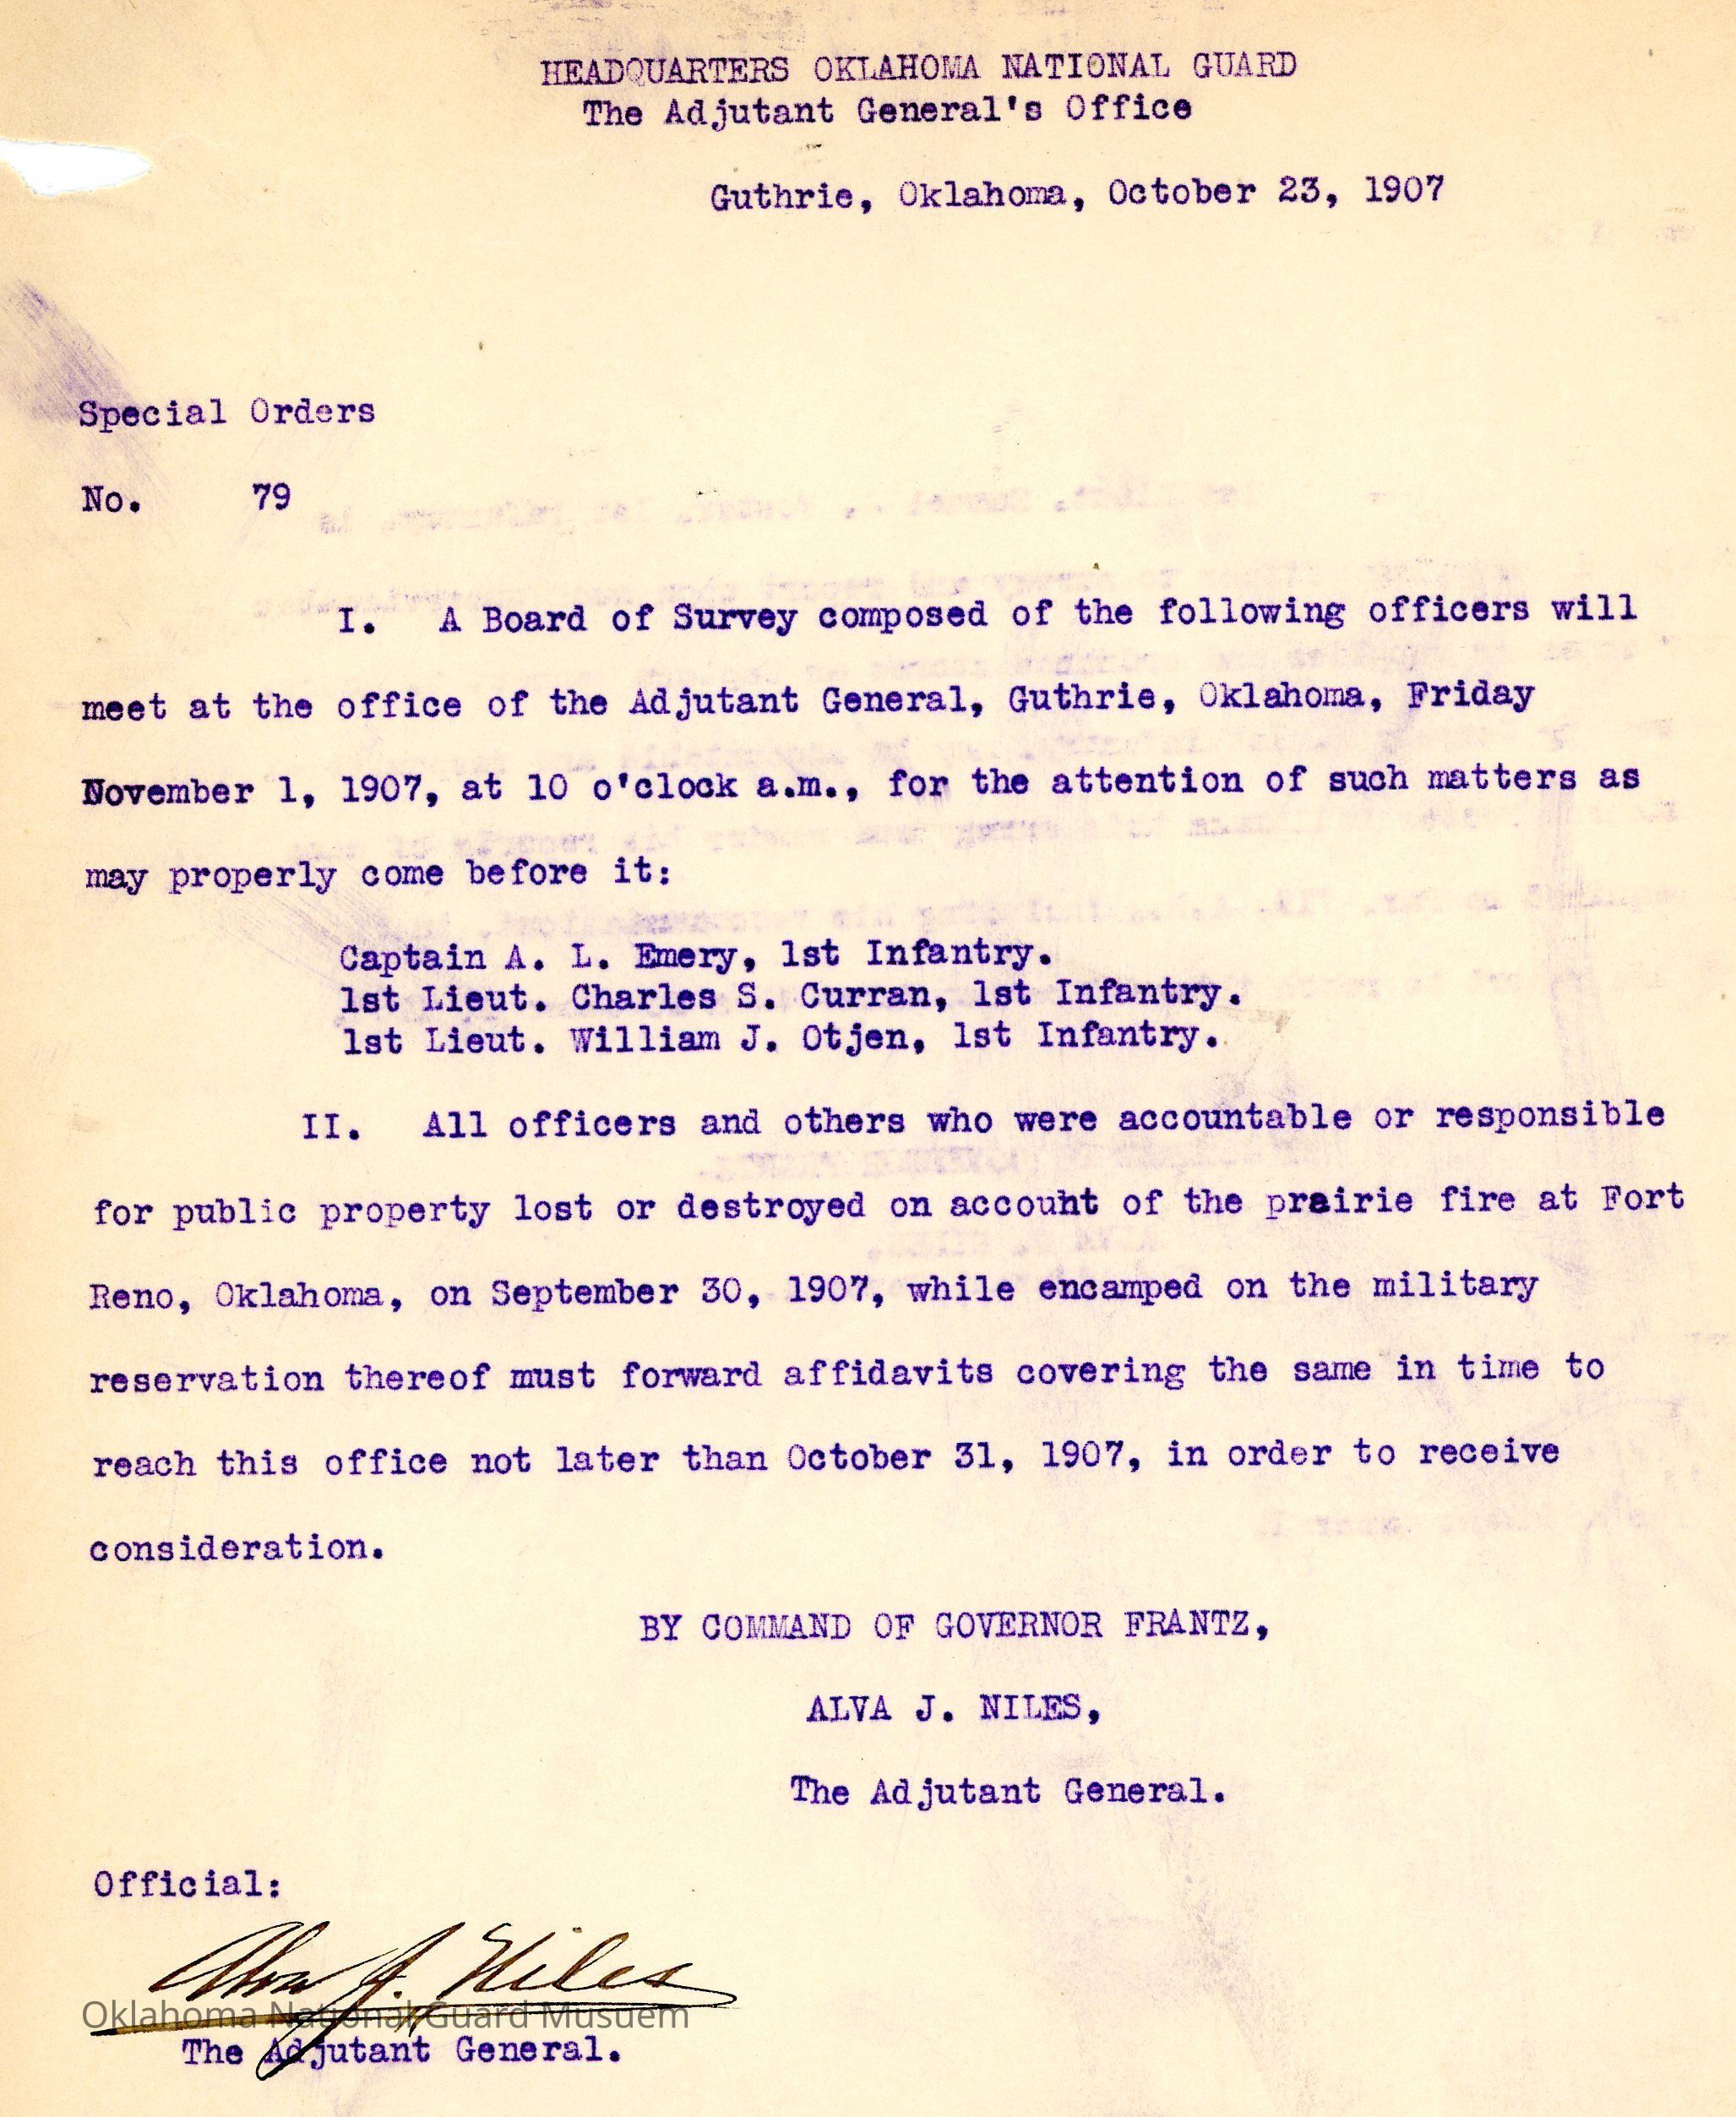 HEADQUARTERS OKLAHOMA NATIONAL GUARD
The Adjutant General's Office
Guthrie, Oklahoma, October 23, 1907
Special Orders
No. 79
I. A Board of Survey composed of the following officers will
meet at the office of the Adjutant General, Guthrie, Oklahoma, Friday
November 1, 1907, at 10 o'clock a.m., for the attention of such matters as
may properly come before it:
Captain A. L. Emery, 1st Infantry.
1st Lieut. Charles S. Curran, 1st Infantry.
1st Lieut. William J. Otjen, 1st Infantry.
II. All officers and others who were accountable or responsible
for public property lost or destroyed on account of the prairie fire at Fort
Reno, Oklahoma, on September 30, 1907, while encamped on the military
reservation thereof must forward affidavits covering the same in time to
reach this office not later than October 31, 1907, in order to receive
consideration.
BY COMMAND OF GOVERNOR FRANTZ,
ALVA J. NILES,
The Adjutant General.
Official:
Alva J. Niles
Oklahoma National Guard Musuem
The Adjutant General.